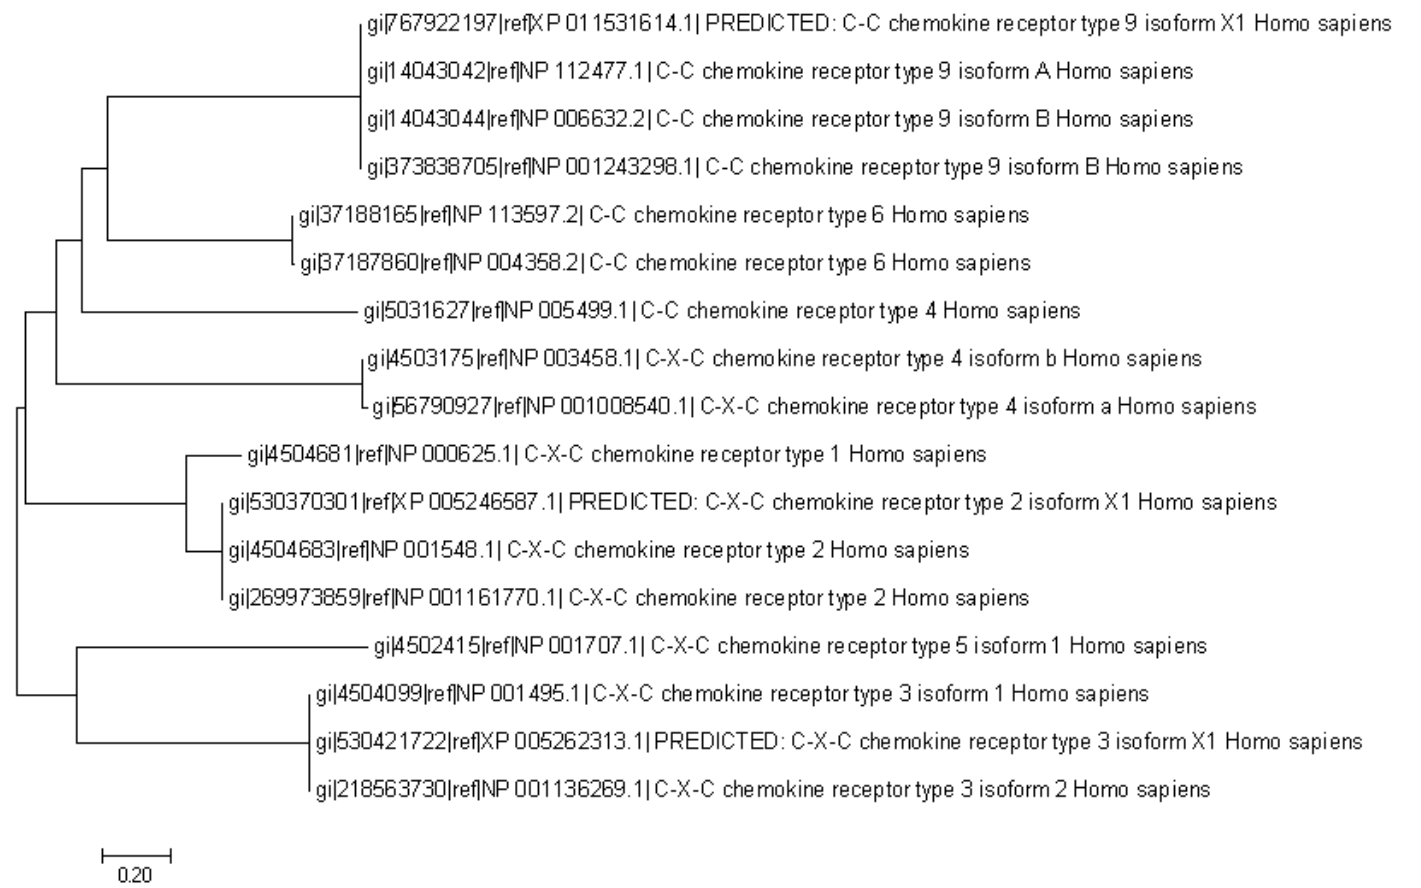 gi|767922197|ref|XP 011531614.1| PREDICTED: C-C chemokine receptor type 9 isoform X1 Homo sapiens
gi|14043042|ref|NP 112477.1| C-C chemokine receptor type 9 isoform A Homo sapiens
gi|14043044|ref|NP 006632.2| C-C chemokine receptor type 9 isoform B Homo sapiens
gi|373838705|ref|NP 001243298.1| C-C chemokine receptor type 9 isoform B Homo sapiens
gi|37188165|ref|NP 113597.2| C-C chemokine receptor type 6 Homo sapiens
gi|37187860|ref|NP 004358.2| C-C chemokine receptor type 6 Homo sapiens
gi|5031627|ref|NP 005499.1| C-C chemokine receptor type 4 Homo sapiens
gi|4503175|ref|NP 003458.1| C-X-C chemokine receptor type 4 isoform b Homo sapiens
gi|56790927|ref|NP 001008540.1| C-X-C chemokine receptor type 4 isoform a Homo sapiens
gi|4504681|ref|NP 000625.1| C-X-C chemokine receptor type 1 Homo sapiens
gi|530370301|ref|XP 005246587.1| PREDICTED: C-X-C chemokine receptor type 2 isoform X1 Homo sapiens
gi|4504683|ref|NP 001548.1| C-X-C chemokine receptor type 2 Homo sapiens
gi|269973859|ref|NP 001161770.1| C-X-C chemokine receptor type 2 Homo sapiens
gi|4502415|ref|NP 001707.1| C-X-C chemokine receptor type 5 isoform 1 Homo sapiens
gi|4504099|ref|NP 001495.1| C-X-C chemokine receptor type 3 isoform 1 Homo sapiens
gi|530421722|ref|XP 005262313.1| PREDICTED: C-X-C chemokine receptor type 3 isoform X1 Homo sapiens
gi|218563730|ref|NP 001136269.1| C-X-C chemokine receptor type 3 isoform 2 Homo sapiens
0.20